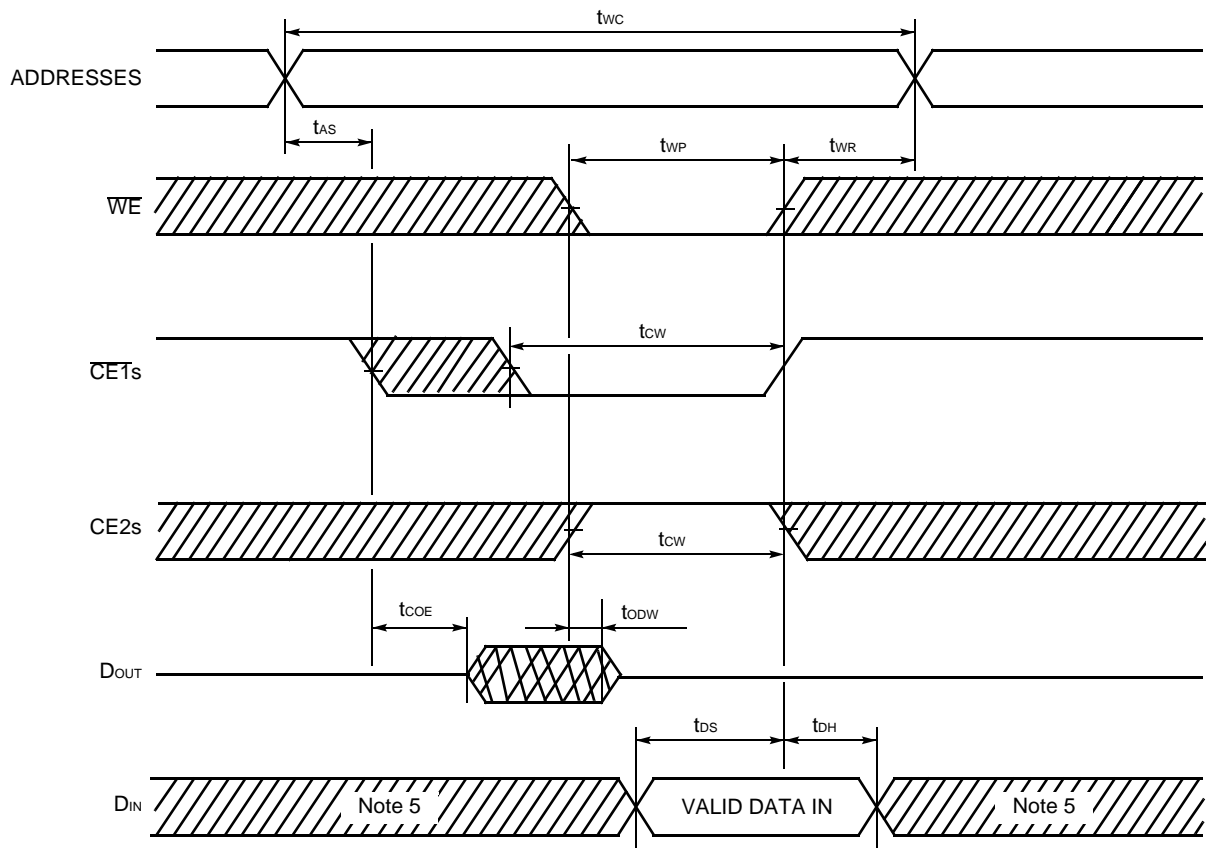 tWC
ADDRESSES
tAS
tWP
tWR
WE
tCW
CE1s
CE2s
tCW
tCOE
tODW
DOUT
tDS
tDH
DIN
Note 5
VALID DATA IN
Note 5